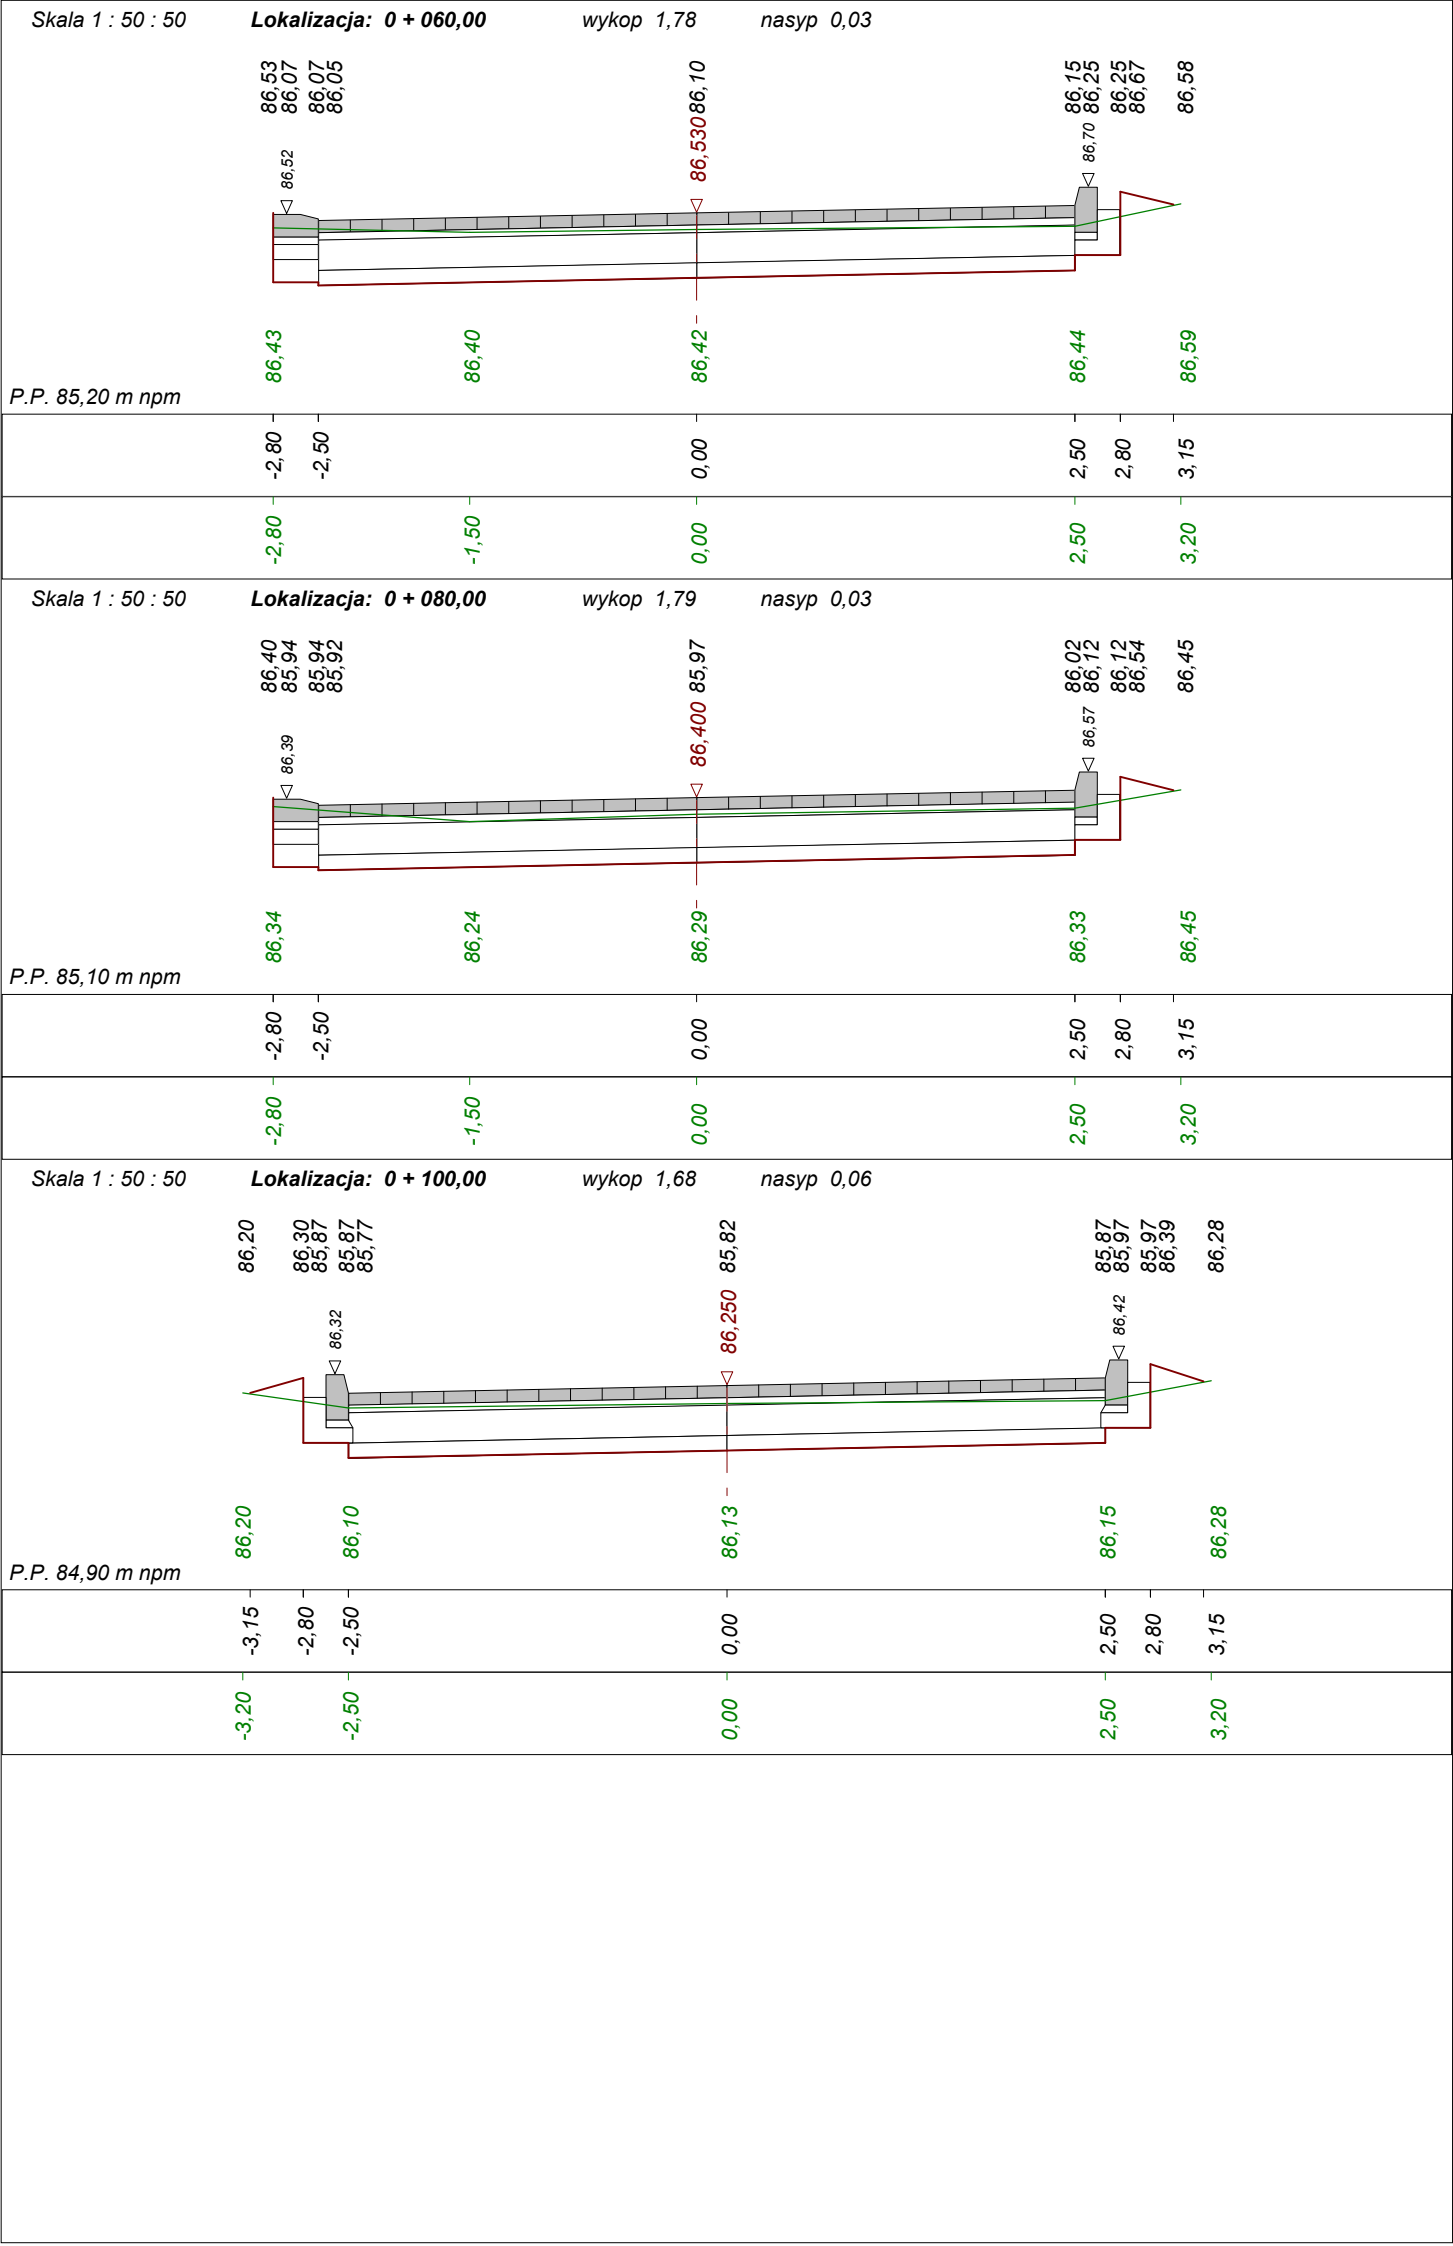 Skala 1 : 50 : 50 Lokalizacja: 0 + 060,00 wykop 1,78 nasyp 0,03
86,53 86,07 86,07 86,05 86,10 86,15 86,25 86,25 86,67 86,58
86,52 86,530 86,70
86,43 86,40 86,42 86,44 86,59
P.P. 85,20 m npm
-2,80 -2,50 0,00 2,50 2,80 3,15
-2,80 -1,50 0,00 2,50 3,20
Skala 1 : 50 : 50 Lokalizacja: 0 + 080,00 wykop 1,79 nasyp 0,03
86,40 85,94 85,94 85,92 85,97 86,02 86,12 86,12 86,54 86,45
86,39 86,400 86,57
86,34 86,24 86,29 86,33 86,45
P.P. 85,10 m npm
-2,80 -2,50 0,00 2,50 2,80 3,15
-2,80 -1,50 0,00 2,50 3,20
Skala 1 : 50 : 50 Lokalizacja: 0 + 100,00 wykop 1,68 nasyp 0,06
86,20 86,30 85,87 85,87 85,77 85,82 85,87 85,97 85,97 86,39 86,28
86,32 86,250 86,42
86,20 86,10 86,13 86,15 86,28
P.P. 84,90 m npm
-3,15 -2,80 -2,50 0,00 2,50 2,80 3,15
-3,20 -2,50 0,00 2,50 3,20